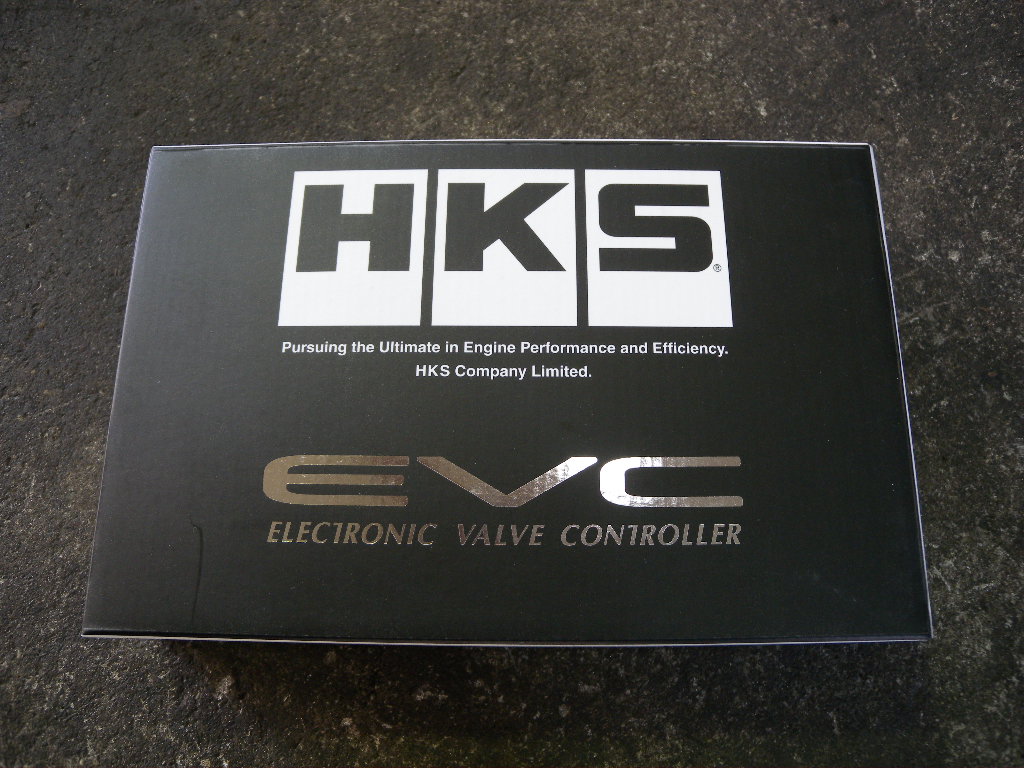 HKS®
Pursuing the Ultimate in Engine Performance and Efficiency.
HKS Company Limited.
EVC
ELECTRONIC VALVE CONTROLLER